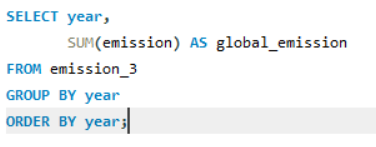 SELECT year,
SUM(emission) AS global_emission
FROM emission_3
GROUP BY year
ORDER BY year;